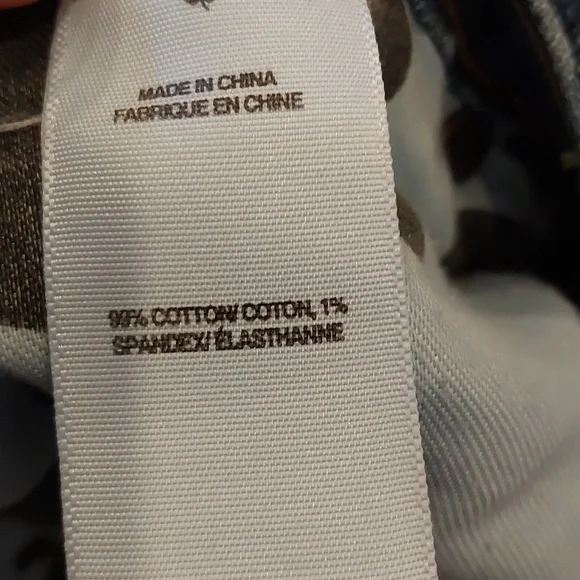 MADE IN CHINA
FABRIQUE EN CHINE
99% COTTON/ COTON, 1%
SPANDEX/ ÉLASTHANNE